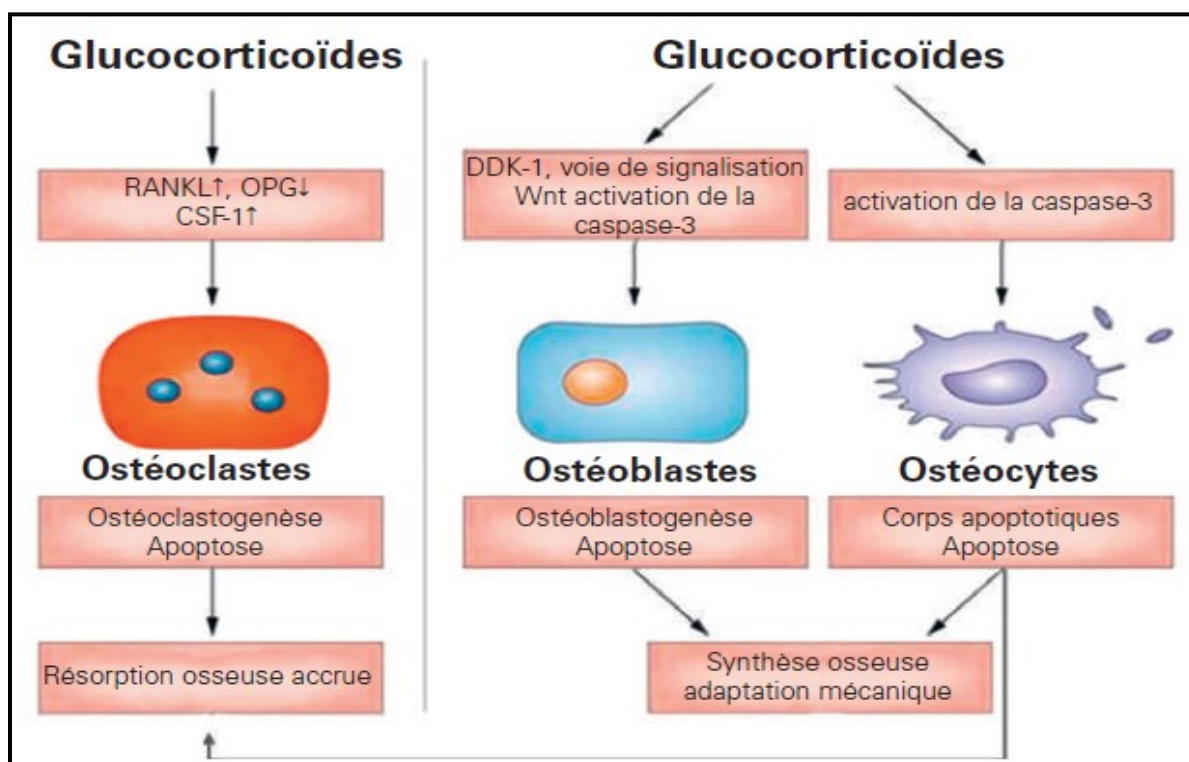 Glucocorticoïdes
RANKL↑, OPG↓
CSF-1↑
Ostéoclastes
Ostéoclastogenèse
Apoptose
Résorption osseuse accrue
Glucocorticoïdes
DDK-1, voie de signalisation
Wnt activation de la
caspase-3
activation de la caspase-3
Ostéoblastes
Ostéocytes
Ostéoblastogenèse
Apoptose
Corps apoptotiques
Apoptose
Synthèse osseuse
adaptation mécanique